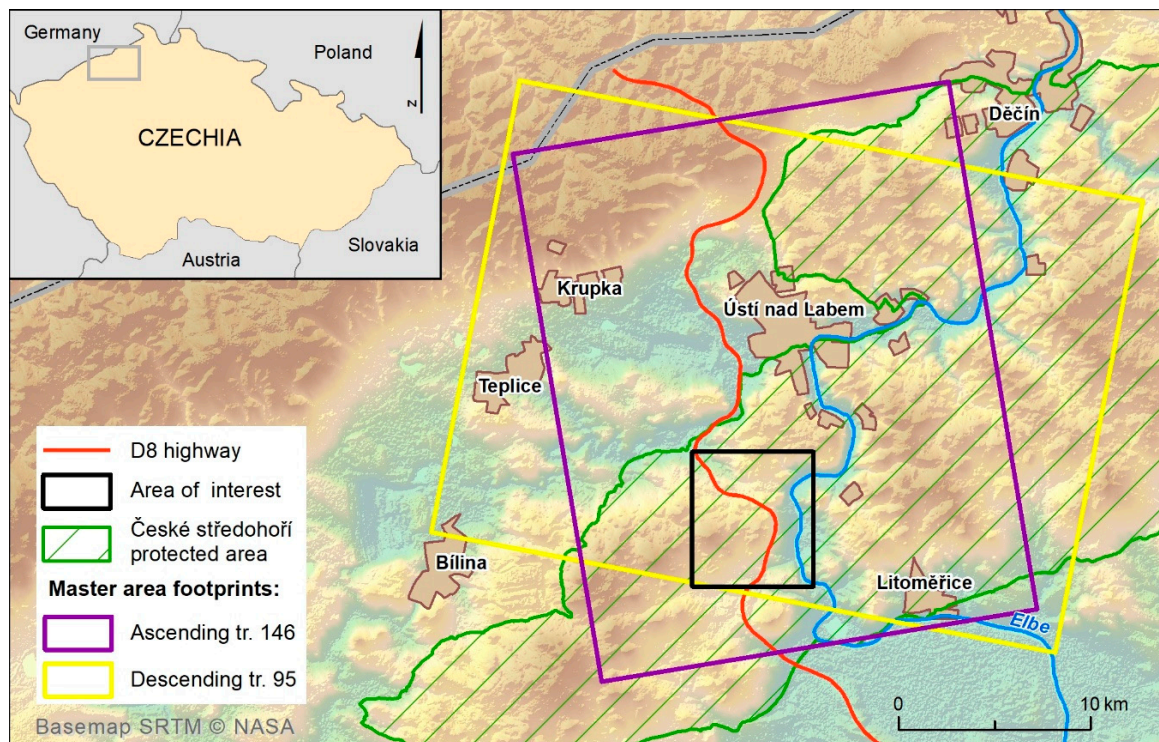 Germany
Poland
CZECHIA
Slovakia
Austria
N
Děčín
Krupka
Ústí nad Labem
Teplice
Bílina
Litoměřice
Elbe
D8 highway
Area of interest
České středohoří
protected area
Master area footprints:
Ascending tr. 146
Descending tr. 95
Basemap SRTM © NASA
0
10 km